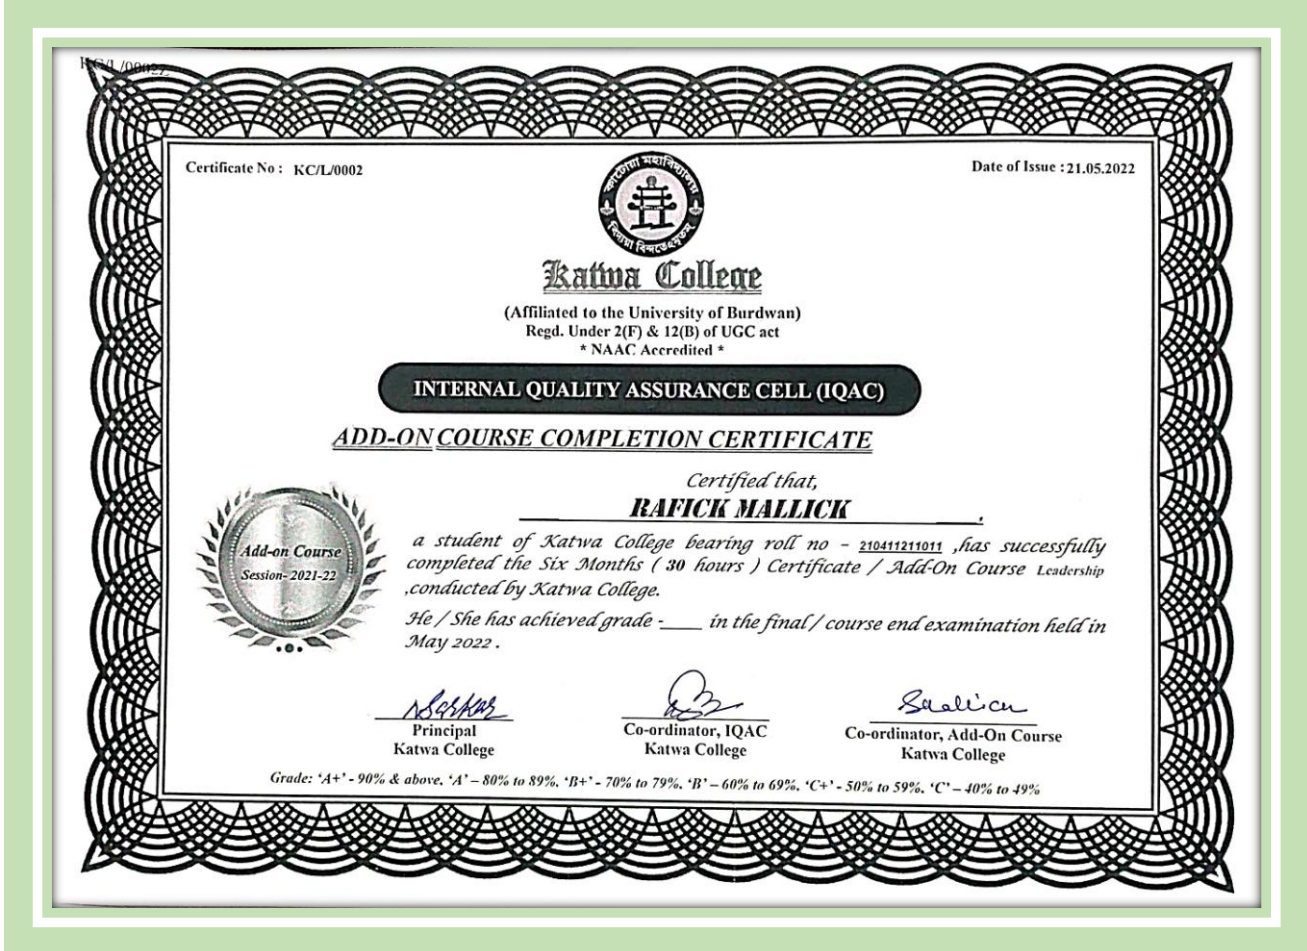 KC/L/0002
Certificate No : KC/L/0002
Date of Issue : 21.05.2022
কাটোয়া মহাবিদ্যালয়
Katwa College
(Affiliated to the University of Burdwan)
Regd. Under 2(F) & 12(B) of UGC act
* NAAC Accredited *
INTERNAL QUALITY ASSURANCE CELL (IQAC)
ADD-ON COURSE COMPLETION CERTIFICATE
Certified that,
RAFICK MALLICK ,
Add-on Course
Session- 2021-22
a student of Katwa College bearing roll no - 210411211011 ,has successfully
completed the Six Months ( 30 hours ) Certificate / Add-On Course Leadership
,conducted by Katwa College.
He / She has achieved grade -____ in the final / course end examination held in
May 2022 .
Principal
Katwa College
Co-ordinator, IQAC
Katwa College
Co-ordinator, Add-On Course
Katwa College
Grade: ‘A+’ - 90% & above, ‘A’ – 80% to 89%, ‘B+’ - 70% to 79%, ‘B’ – 60% to 69%, ‘C+’ - 50% to 59%, ‘C’ – 40% to 49%